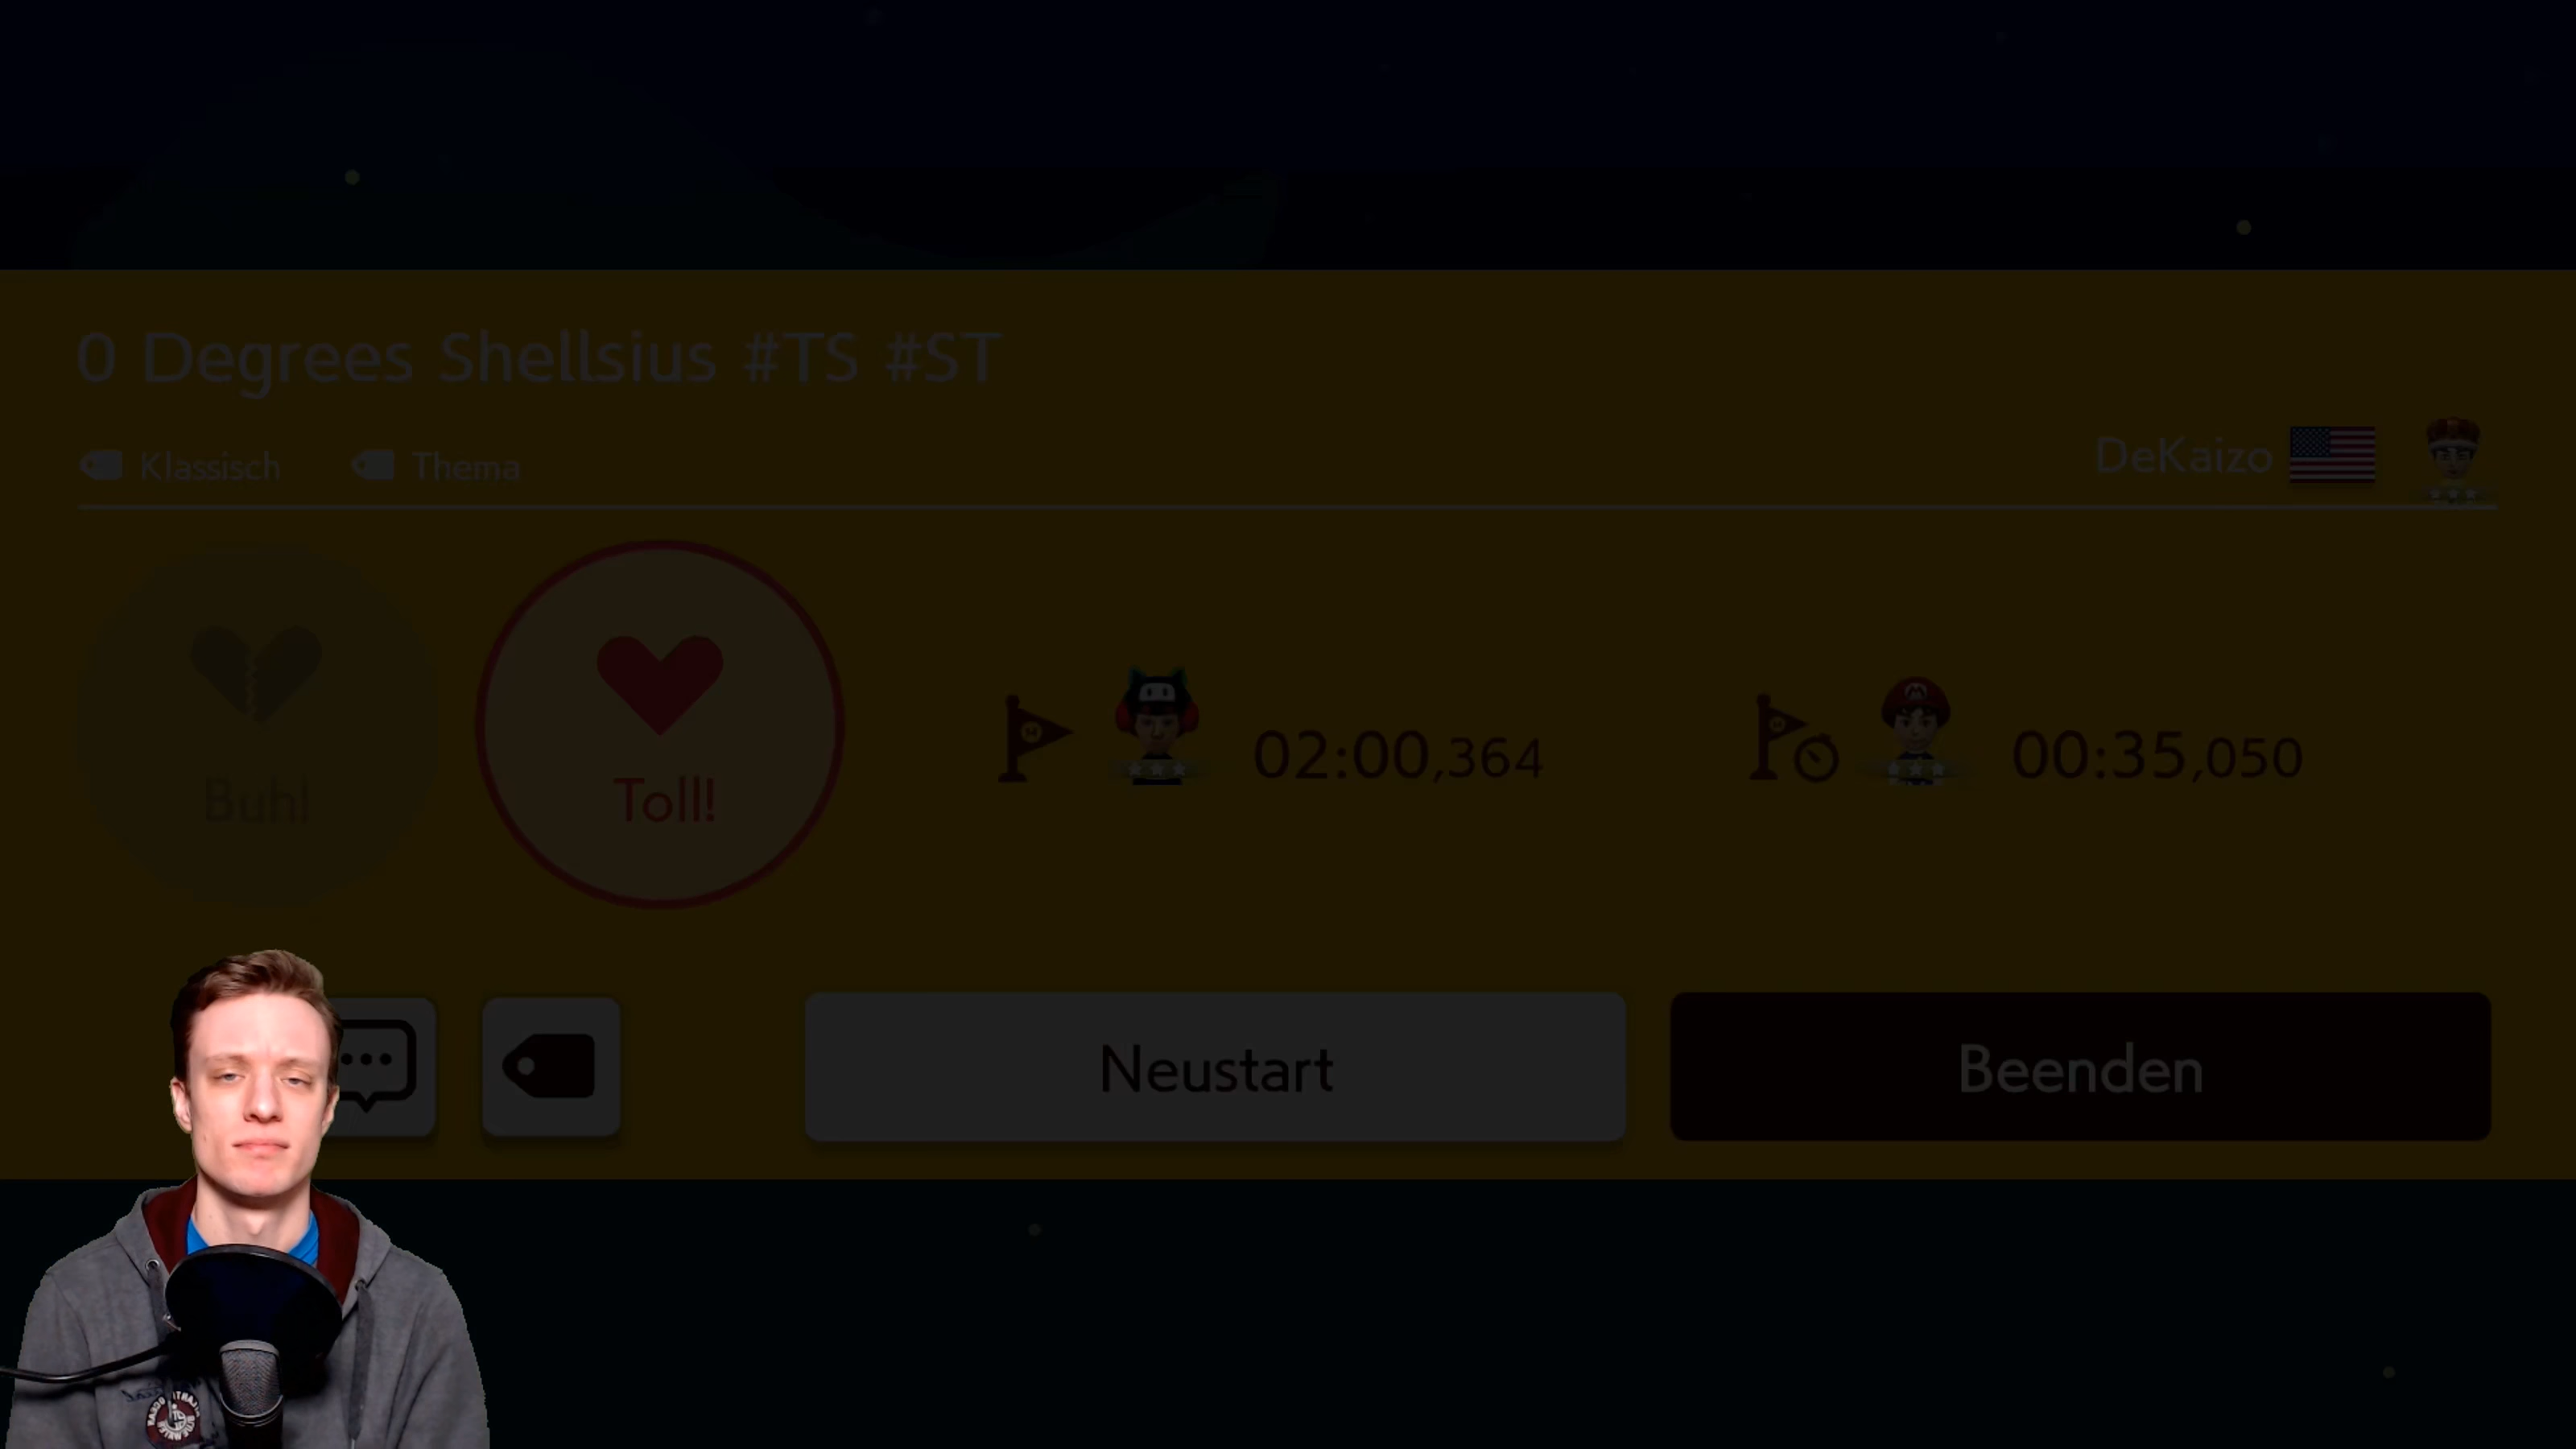 0 Degrees Shellsius #TS #ST
Klassisch Thema
DeKaizo
Buh!
Toll!
02:00,364
00:35,050
Neustart
Beenden